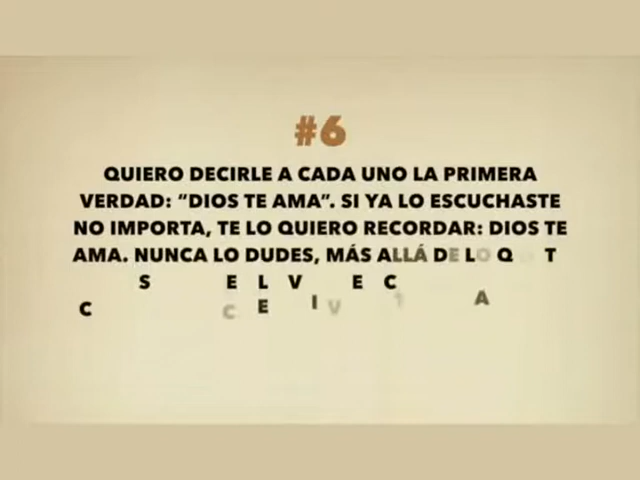 #6
QUIERO DECIRLE A CADA UNO LA PRIMERA
VERDAD: “DIOS TE AMA”. SI YA LO ESCUCHASTE
NO IMPORTA, TE LO QUIERO RECORDAR: DIOS TE
AMA. NUNCA LO DUDES, MÁS ALLÁ DE LO